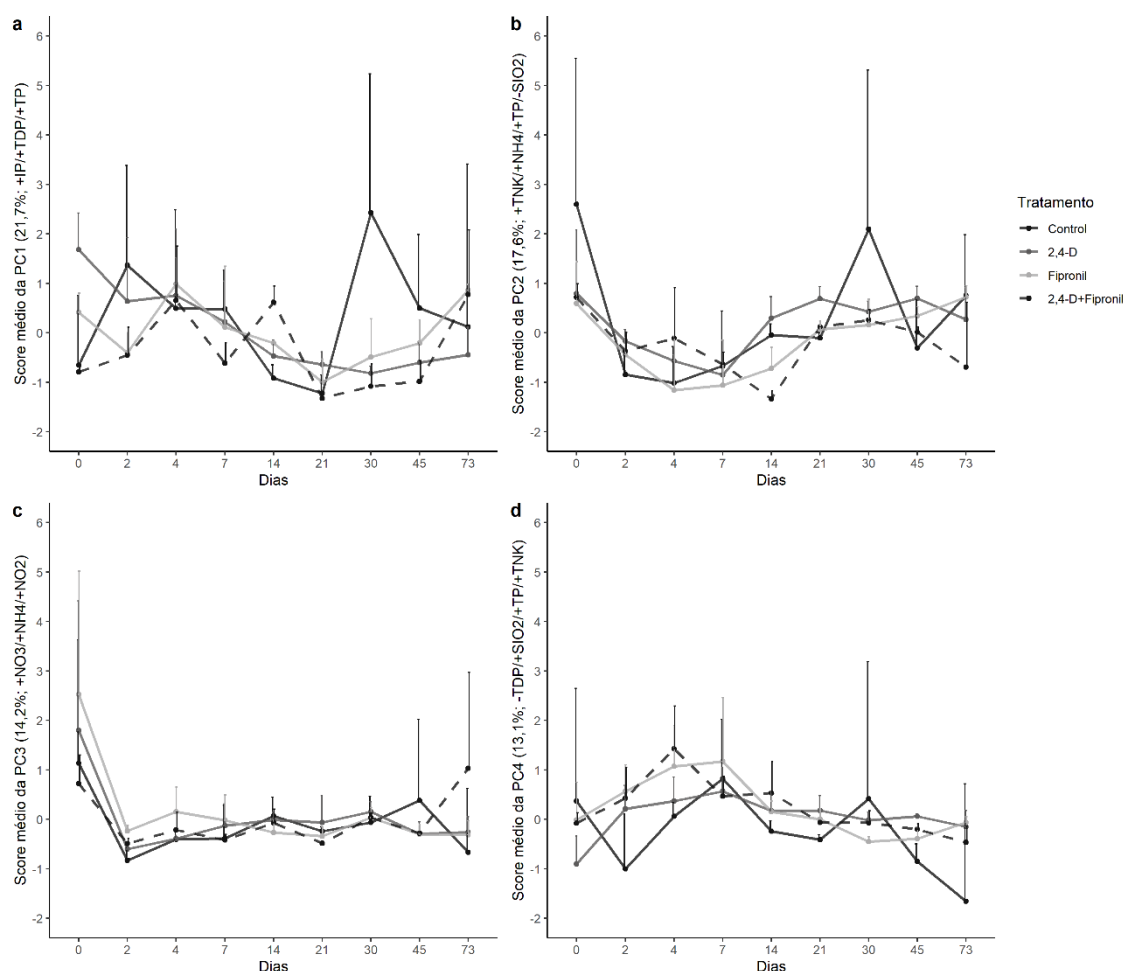 a
6
5
4
3
2
1
0
-1
-2
Score médio da PC1 (21,7%; +IP/+TDP/+TP)
0 2 4 7 14 21 30 45 73
Dias
b
6
5
4
3
2
1
0
-1
-2
Score médio da PC2 (17,6%; +TNK/+NH4/+TP/-SIO2)
0 2 4 7 14 21 30 45 73
Dias
Tratamento
Control
2,4-D
Fipronil
2,4-D+Fipronil
c
6
5
4
3
2
1
0
-1
-2
Score médio da PC3 (14,2%; +NO3/+NH4/+NO2)
0 2 4 7 14 21 30 45 73
Dias
d
6
5
4
3
2
1
0
-1
-2
Score médio da PC4 (13,1%; -TDP/+SIO2/+TP/+TNK)
0 2 4 7 14 21 30 45 73
Dias